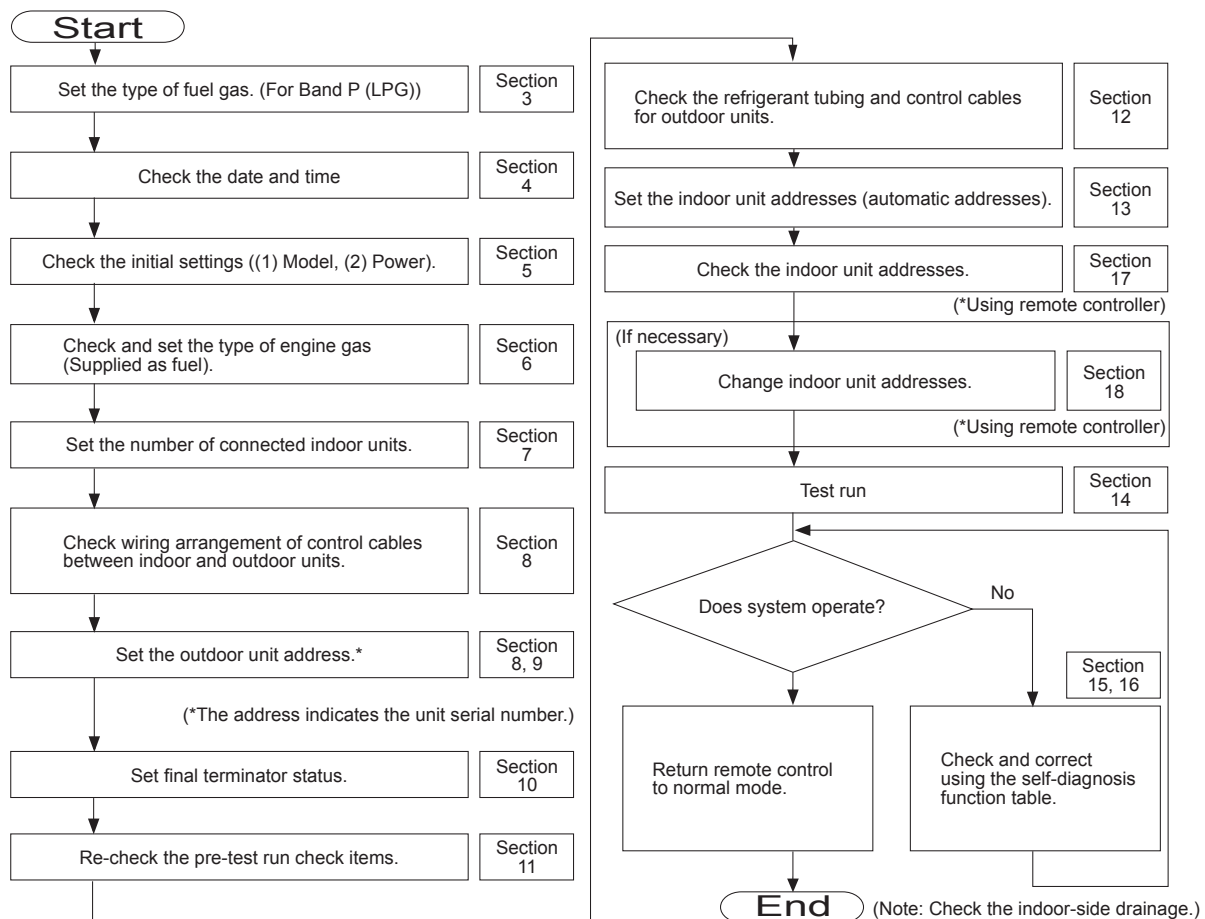 Start
Set the type of fuel gas. (For Band P (LPG))
Section
3
Check the date and time
Section
4
Check the initial settings ((1) Model, (2) Power).
Section
5
Check and set the type of engine gas
(Supplied as fuel).
Section
6
Set the number of connected indoor units.
Section
7
Check wiring arrangement of control cables
between indoor and outdoor units.
Section
8
Set the outdoor unit address.*
Section
8, 9
(*The address indicates the unit serial number.)
Set final terminator status.
Section
10
Re-check the pre-test run check items.
Section
11
Check the refrigerant tubing and control cables
for outdoor units.
Section
12
Set the indoor unit addresses (automatic addresses).
Section
13
Check the indoor unit addresses.
Section
17
(*Using remote controller)
(If necessary)
Change indoor unit addresses.
Section
18
(*Using remote controller)
Test run
Section
14
Does system operate?
No
Section
15, 16
Return remote control
to normal mode.
Check and correct
using the self-diagnosis
function table.
End
(Note: Check the indoor-side drainage.)